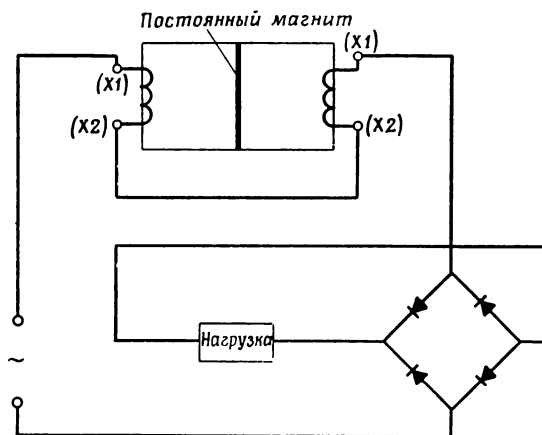 Постоянный магнит
(X1)
(X1)
(X2)
(X2)
Нагрузка
~